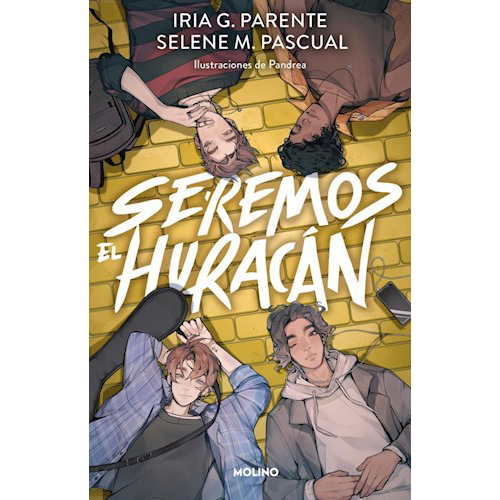 IRIA G. PARENTE
SELENE M. PASCUAL
Ilustraciones de Pandrea
SEREMOS
EL HURACÁN
MOLINO